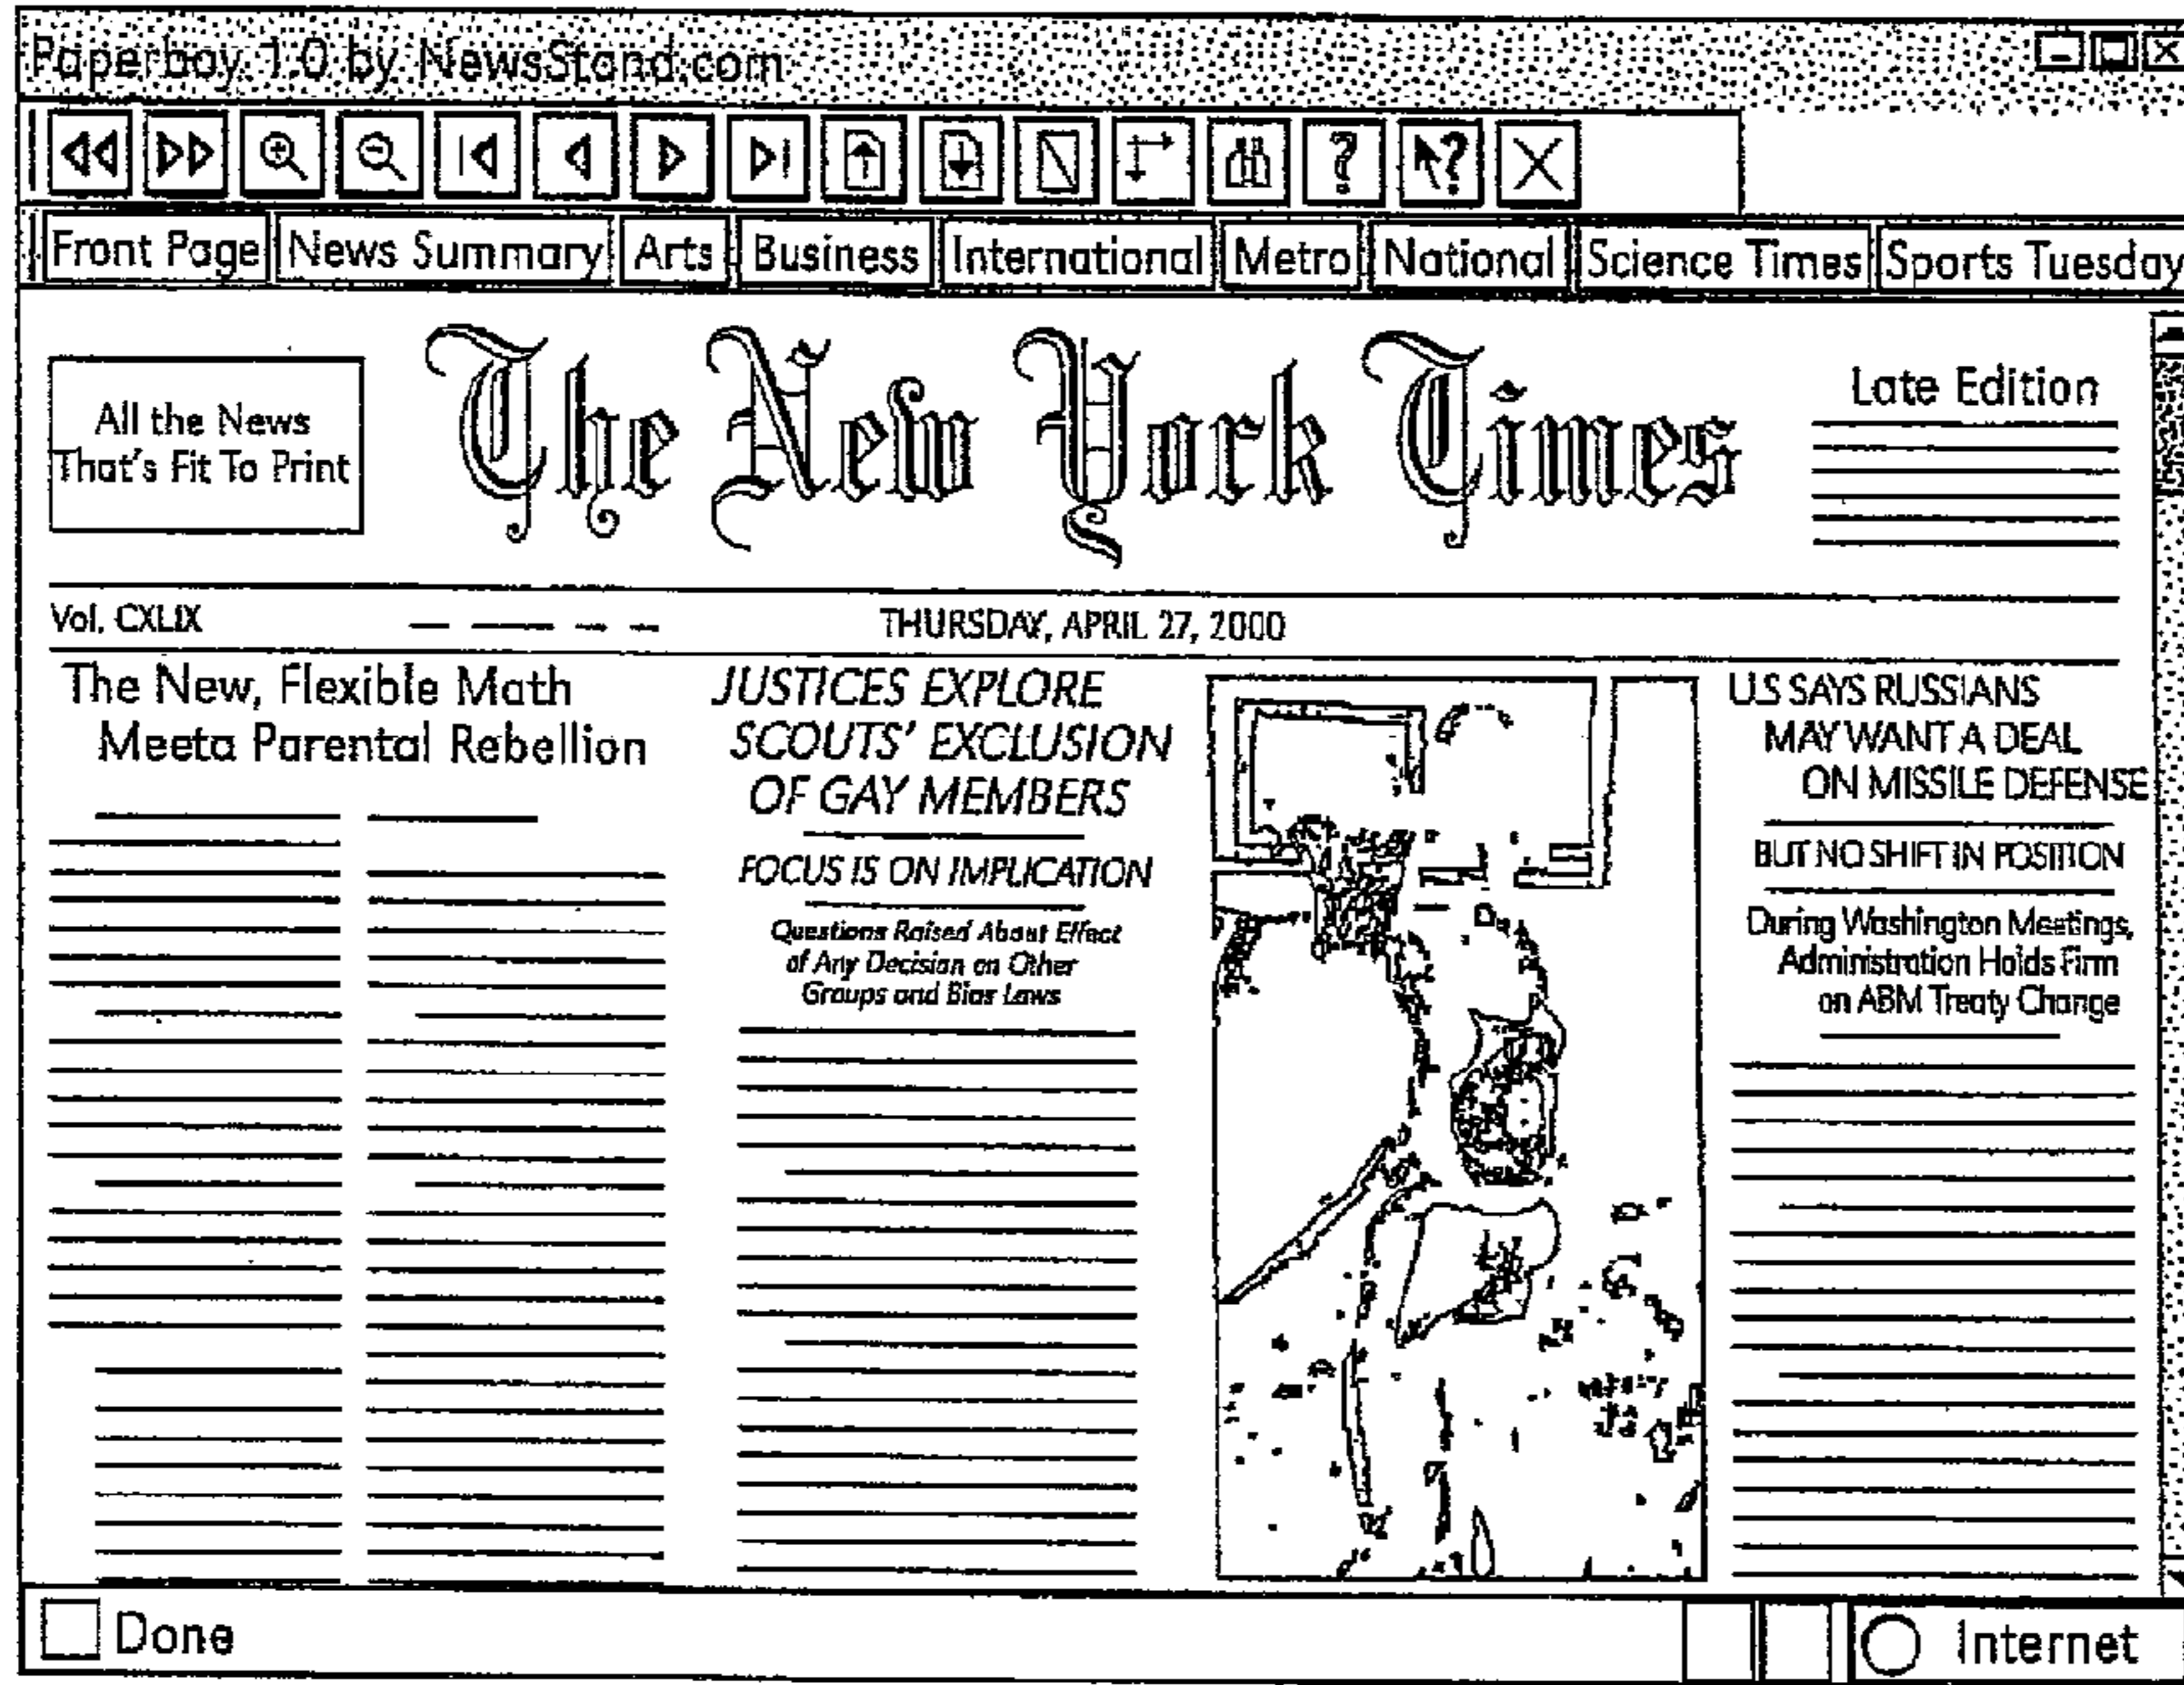 Paperboy 1.0 by NewsStand.com
Front Page News Summary Arts Business International Metro National Science Times Sports Tuesday
All the News
That's Fit To Print
The New York Times
Late Edition
Vol. CXLIX
THURSDAY, APRIL 27, 2000
The New, Flexible Math
Meeta Parental Rebellion
JUSTICES EXPLORE
SCOUTS' EXCLUSION
OF GAY MEMBERS
FOCUS IS ON IMPLICATION
Questions Raised About Effect
of Any Decision on Other
Groups and Bias Laws
U.S SAYS RUSSIANS
MAY WANT A DEAL
ON MISSILE DEFENSE
BUT NO SHIFT IN POSITION
During Washington Meetings,
Administration Holds Firm
on ABM Treaty Change
Done
Internet